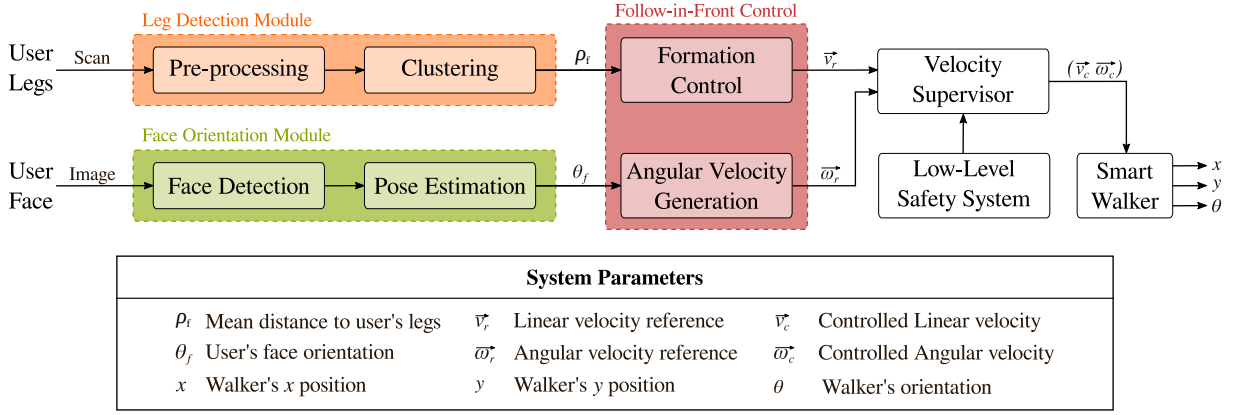 Leg Detection Module
Follow-in-Front Control
User
Legs
Scan
Pre-processing
Clustering
ρf
Formation
Control
v⃗r
Velocity
Supervisor
(v⃗c ω⃗c)
Face Orientation Module
User
Face
Image
Face Detection
Pose Estimation
θf
Angular Velocity
Generation
ω⃗r
Low-Level
Safety System
Smart
Walker
x
y
θ
System Parameters
ρf Mean distance to user's legs v⃗r Linear velocity reference v⃗c Controlled Linear velocity
θf User's face orientation ω⃗r Angular velocity reference ω⃗c Controlled Angular velocity
x Walker's x position y Walker's y position θ Walker's orientation